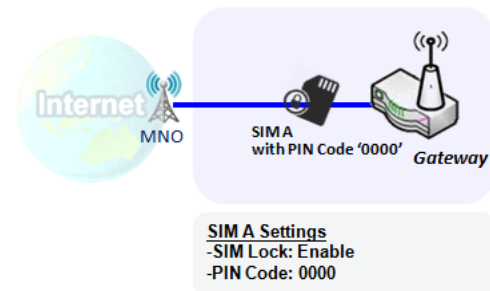 Internet
MNO
SIM A
with PIN Code ‘0000’
Gateway
SIM A Settings
-SIM Lock: Enable
-PIN Code: 0000